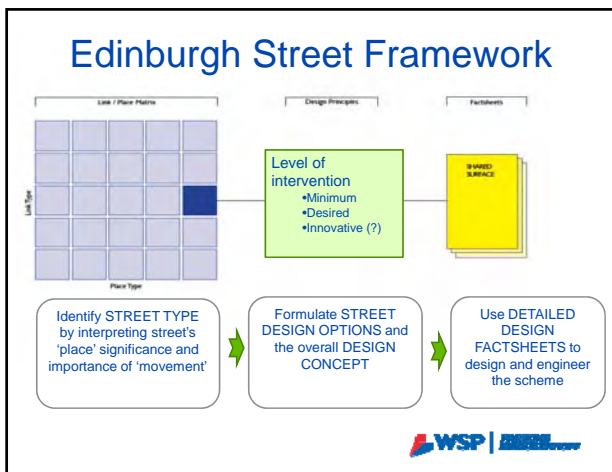 Edinburgh Street Framework
Link / Place Matrix
Design Principles
Factsheets
Link Type
Place Type
Level of
intervention
•Minimum
•Desired
•Innovative (?)
SHARED
SURFACE
Identify STREET TYPE
by interpreting street's
'place' significance and
importance of 'movement'
Formulate STREET
DESIGN OPTIONS and
the overall DESIGN
CONCEPT
Use DETAILED
DESIGN
FACTSHEETS to
design and engineer
the scheme
WSP